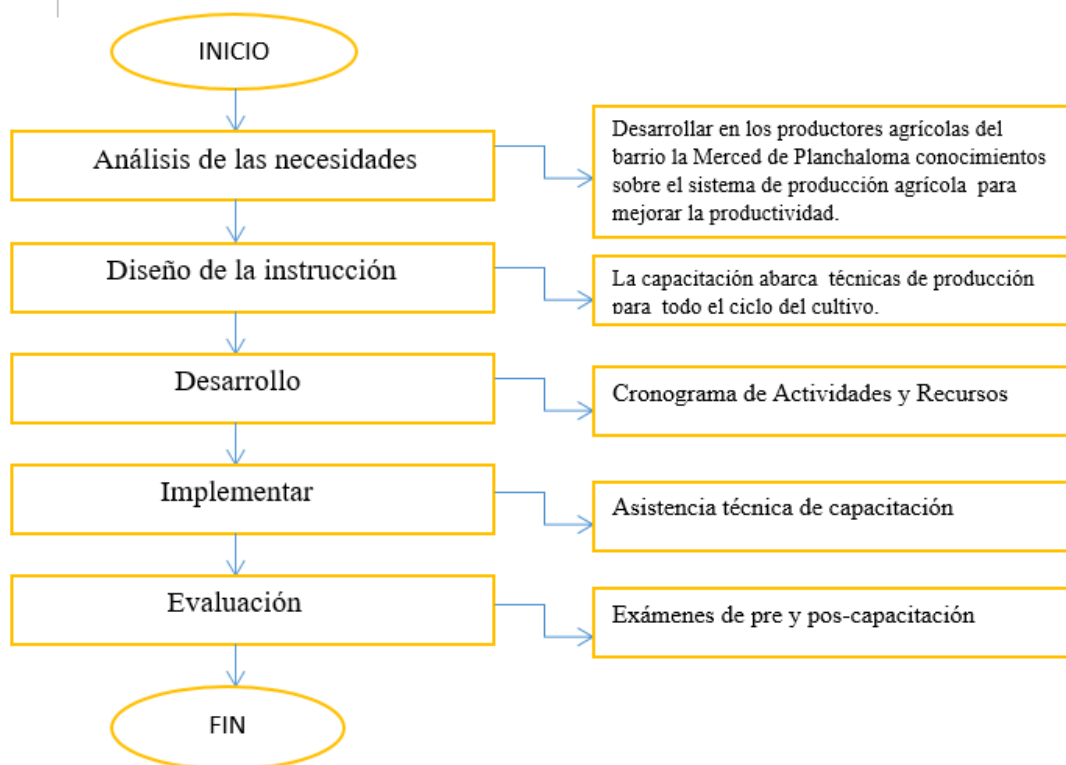 INICIO
Análisis de las necesidades
Desarrollar en los productores agrícolas del
barrio la Merced de Planchaloma conocimientos
sobre el sistema de producción agrícola para
mejorar la productividad.
Diseño de la instrucción
La capacitación abarca técnicas de producción
para todo el ciclo del cultivo.
Desarrollo
Cronograma de Actividades y Recursos
Implementar
Asistencia técnica de capacitación
Evaluación
Exámenes de pre y pos-capacitación
FIN